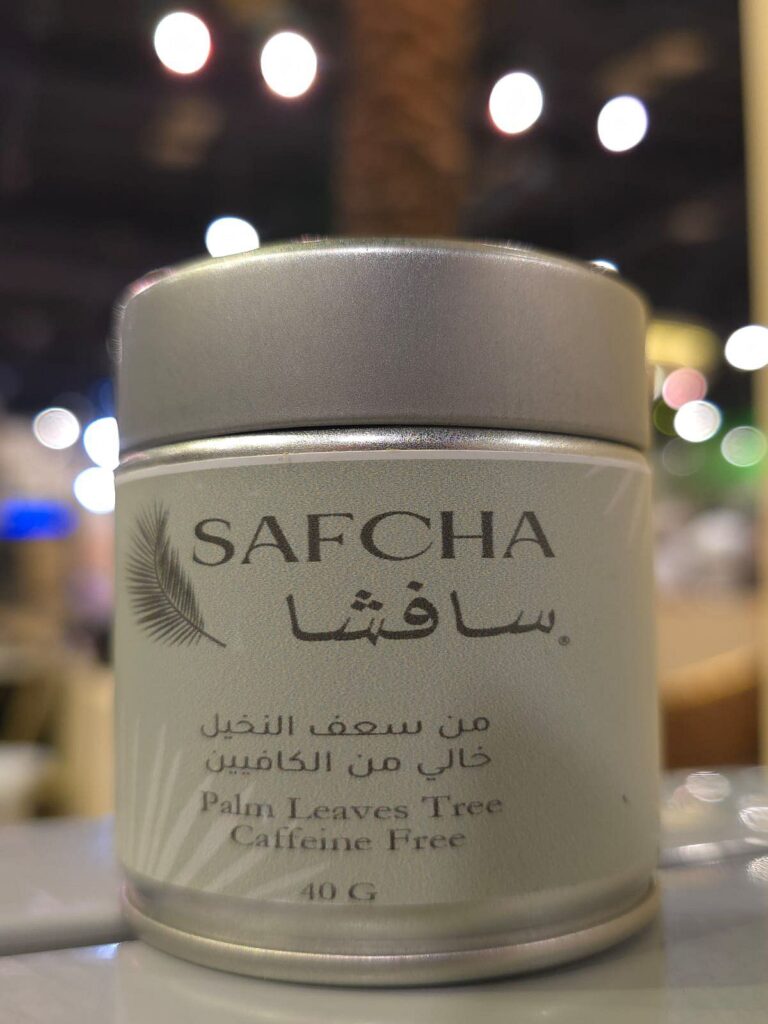 SAFCHA
سافشا®
من سعف النخيل
خالي من الكافيين
Palm Leaves Tree
Caffeine Free
40 G